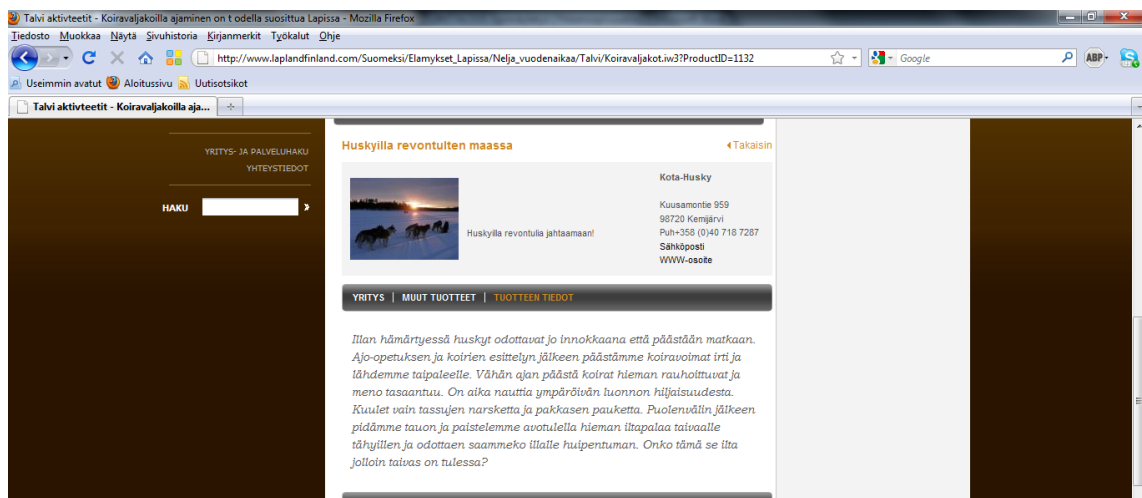 Talvi aktivteetit - Koiravaljakoilla ajaminen on t odella suosittua Lapissa - Mozilla Firefox
Tiedosto Muokkaa Näytä Sivuhistoria Kirjanmerkit Työkalut Ohje
http://www.laplandfinland.com/Suomeksi/Elamykset_Lapissa/Nelja_vuodenaikaa/Talvi/Koiravaljakot.iw3?ProductID=1132
Google
ABP
Useimmin avatut Aloitussivu Uutisotsikot
Talvi aktivteetit - Koiravaljakoilla aja...
YRITYS- JA PALVELUHAKU
YHTEYSTIEDOT
HAKU
Huskyilla revontulten maassa
Takaisin
Huskyilla revontulia jahtaamaan!
Kota-Husky
Kuusamontie 959
98720 Kemijärvi
Puh+358 (0)40 718 7287
Sähköposti
WWW-osoite
YRITYS | MUUT TUOTTEET | TUOTTEEN TIEDOT
Illan hämärtyessä huskyt odottavat jo innokkaana että päästään matkaan.
Ajo-opetuksen ja koirien esittelyn jälkeen päästämme koiravoimat irti ja
lähdemme taipaleelle. Vähän ajan päästä koirat hieman rauhoittuvat ja
meno tasaantuu. On aika nauttia ympäröivän luonnon hiljaisuudesta.
Kuulet vain tassujen narsketta ja pakkasen pauketta. Puolenvälin jälkeen
pidämme tauon ja paistelemme avotulella hieman iltapalaa taivaalle
tähyillen ja odottaen saammeko illalle huipentuman. Onko tämä se ilta
jolloin taivas on tulessa?